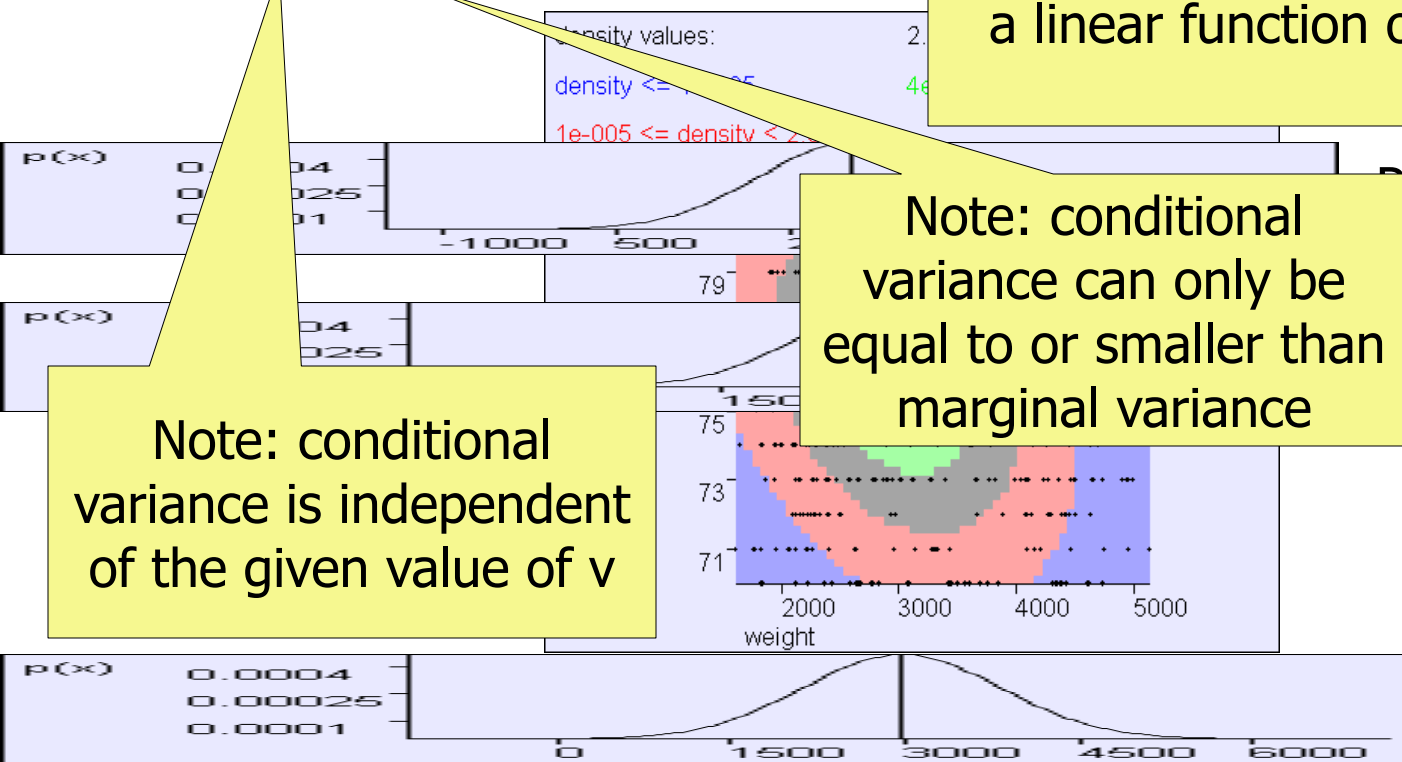 a linear function
density values:
2.
density <=
1e-005 <= density <
p(x)
-1000 500
Note: conditional
variance can only be
equal to or smaller than
marginal variance
79
p(x)
75
73
71
2000 3000 4000 5000
weight
Note: conditional
variance is independent
of the given value of v
p(x)
0.0004
0.00025
0.0001
0 1500 3000 4500 6000